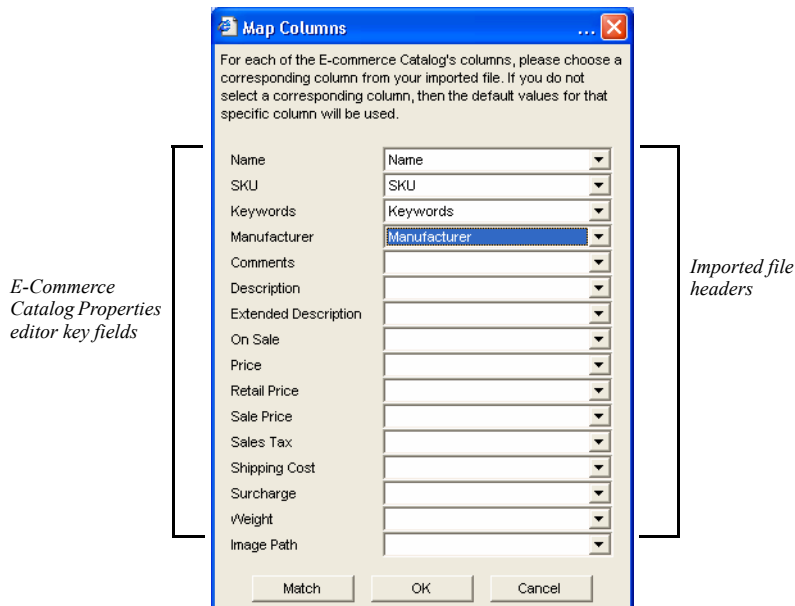 Map Columns ...
For each of the E-commerce Catalog's columns, please choose a
corresponding column from your imported file. If you do not
select a corresponding column, then the default values for that
specific column will be used.
Name Name
SKU SKU
Keywords Keywords
Manufacturer Manufacturer
Comments
Description
Extended Description
On Sale
Price
Retail Price
Sale Price
Sales Tax
Shipping Cost
Surcharge
Weight
Image Path
Match OK Cancel
E-Commerce
Catalog Properties
editor key fields
Imported file
headers